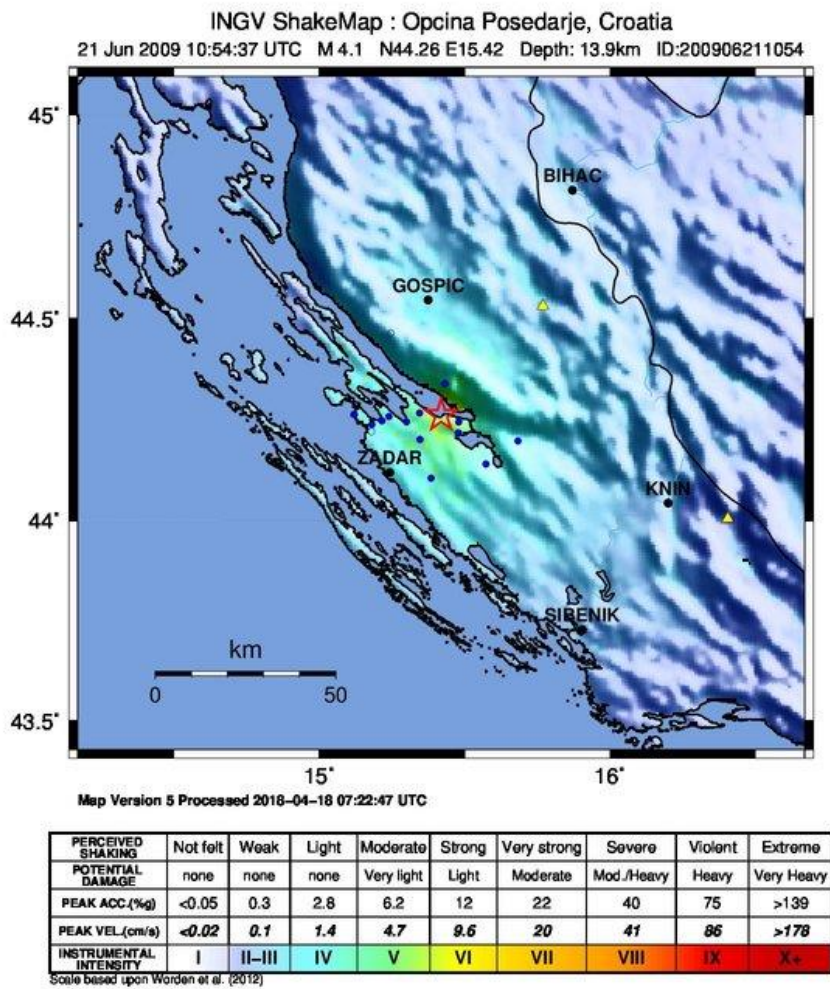 INGV ShakeMap : Opcina Posedarje, Croatia
21 Jun 2009 10:54:37 UTC M 4.1 N44.26 E15.42 Depth: 13.9km ID:200906211054
45°
BIHAC
GOSPIC
44.5°
ZADAR
KNIN
44°
SIBENIK
km
0 50
43.5°
15° 16°
Map Version 5 Processed 2018-04-18 07:22:47 UTC
PERCEIVED SHAKING Not felt Weak Light Moderate Strong Very strong Severe Violent Extreme
POTENTIAL DAMAGE none none none Very light Light Moderate Mod./Heavy Heavy Very Heavy
PEAK ACC.(%g) <0.05 0.3 2.8 6.2 12 22 40 75 >139
PEAK VEL.(cm/s) <0.02 0.1 1.4 4.7 9.6 20 41 86 >178
INSTRUMENTAL INTENSITY I II-III IV V VI VII VIII IX X+
Scale based upon Worden et al. (2012)